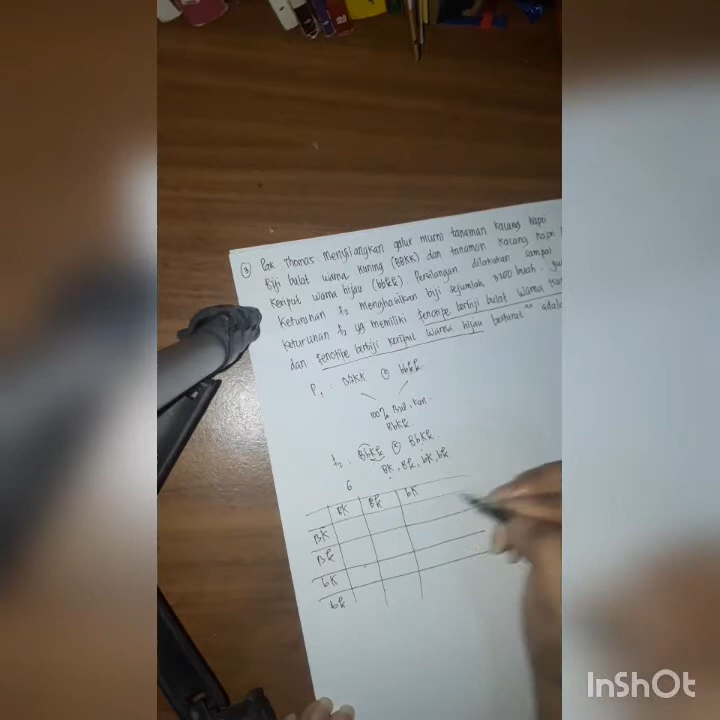 ③ Pak Thomas menyilangkan galur murni tanaman kacang kapri
Biji bulat warna kuning (BBKK) dan tanaman kacang kapri
keriput warna hijau (bbkk). Persilangan dilakukan sampai
keturunan F2 menghasilkan biji sejumlah 3200 buah.
keturunan F2 yg memiliki fenotipe berbiji bulat warna
dan fenotipe berbiji keriput warna hijau berturut" adala
P1 : BBKK × bbkk
100% Bul, Kun.
BbKk
F2 : BbKk × BbKk
G BK, Bk, bK, bk
BK Bk bK
BK
Bk
bK
bk
InShOt